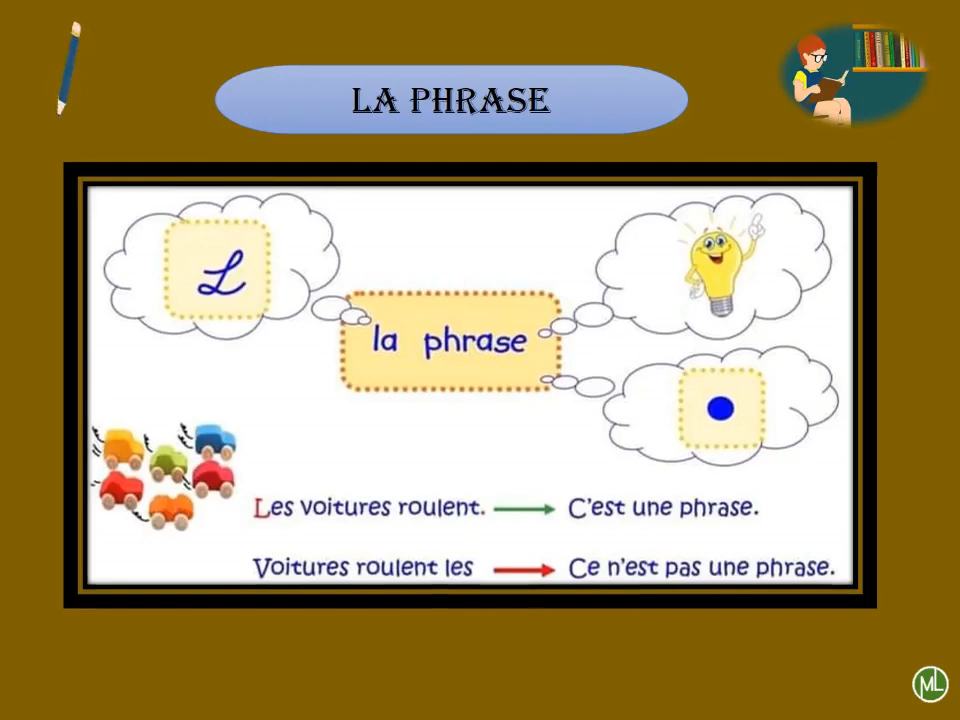 LA PHRASE
L
la phrase
Les voitures roulent. C'est une phrase.
Voitures roulent les Ce n'est pas une phrase.
ML